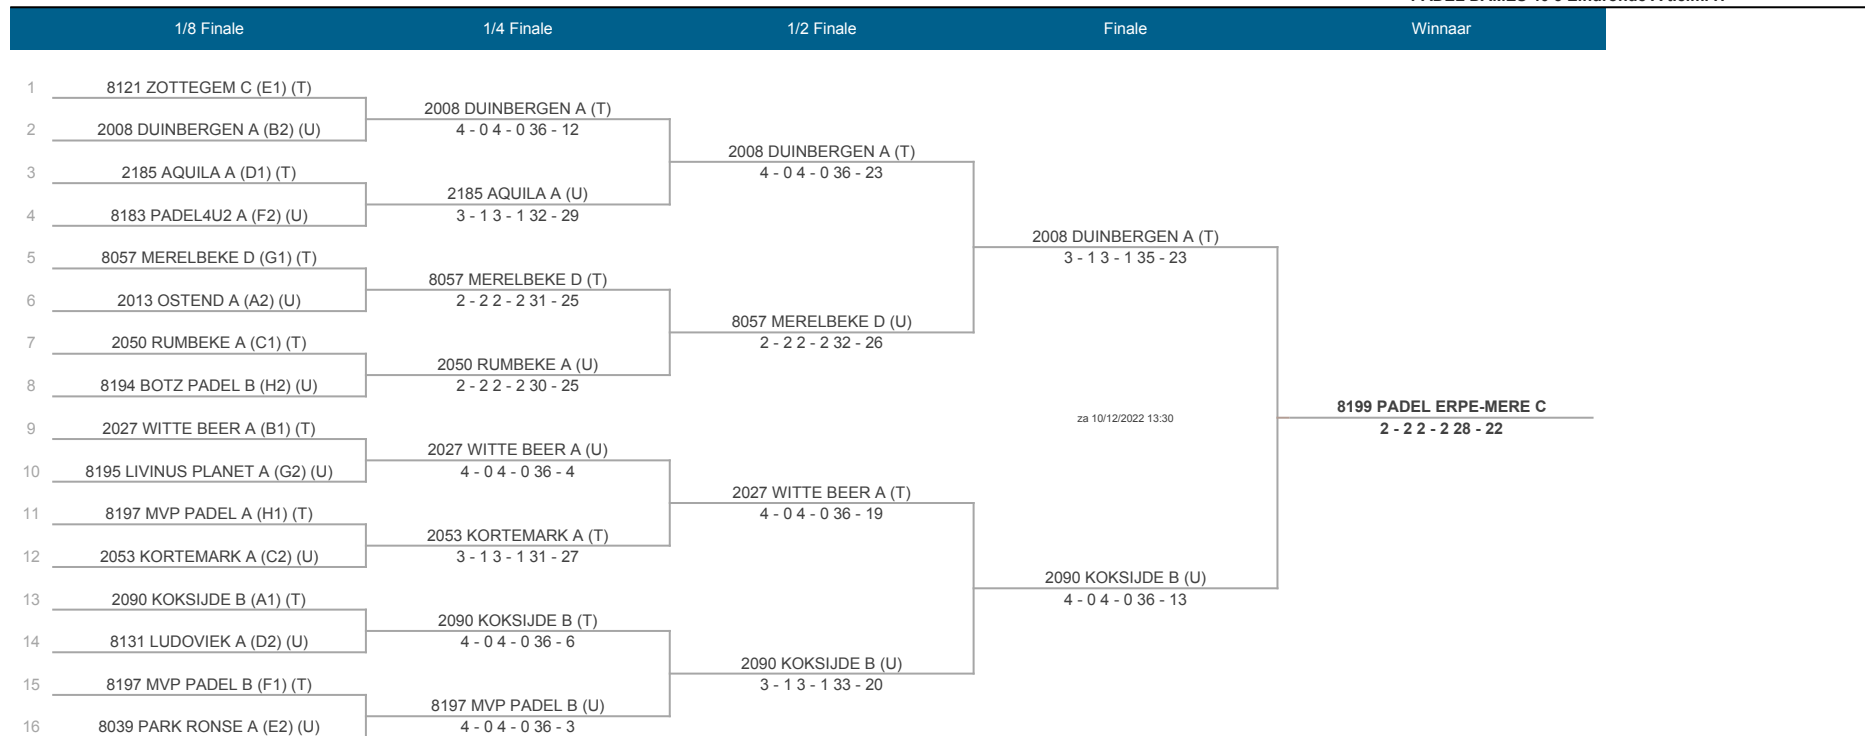 1/8 Finale 1/4 Finale 1/2 Finale Finale Winnaar
1 8121 ZOTTEGEM C (E1) (T)
2008 DUINBERGEN A (T)
2 2008 DUINBERGEN A (B2) (U) 4 - 0 4 - 0 36 - 12
2008 DUINBERGEN A (T)
3 2185 AQUILA A (D1) (T) 4 - 0 4 - 0 36 - 23
2185 AQUILA A (U)
4 8183 PADEL4U2 A (F2) (U) 3 - 1 3 - 1 32 - 29
2008 DUINBERGEN A (T)
5 8057 MERELBEKE D (G1) (T) 3 - 1 3 - 1 35 - 23
8057 MERELBEKE D (T)
6 2013 OSTEND A (A2) (U) 2 - 2 2 - 2 31 - 25
8057 MERELBEKE D (U)
7 2050 RUMBEKE A (C1) (T) 2 - 2 2 - 2 32 - 26
2050 RUMBEKE A (U)
8 8194 BOTZ PADEL B (H2) (U) 2 - 2 2 - 2 30 - 25
8199 PADEL ERPE-MERE C
za 10/12/2022 13:30
9 2027 WITTE BEER A (B1) (T) 2 - 2 2 - 2 28 - 22
2027 WITTE BEER A (U)
10 8195 LIVINUS PLANET A (G2) (U) 4 - 0 4 - 0 36 - 4
2027 WITTE BEER A (T)
11 8197 MVP PADEL A (H1) (T) 4 - 0 4 - 0 36 - 19
2053 KORTEMARK A (T)
12 2053 KORTEMARK A (C2) (U) 3 - 1 3 - 1 31 - 27
2090 KOKSIJDE B (U)
13 2090 KOKSIJDE B (A1) (T) 4 - 0 4 - 0 36 - 13
2090 KOKSIJDE B (T)
14 8131 LUDOVIEK A (D2) (U) 4 - 0 4 - 0 36 - 6
2090 KOKSIJDE B (U)
15 8197 MVP PADEL B (F1) (T) 3 - 1 3 - 1 33 - 20
8197 MVP PADEL B (U)
16 8039 PARK RONSE A (E2) (U) 4 - 0 4 - 0 36 - 3